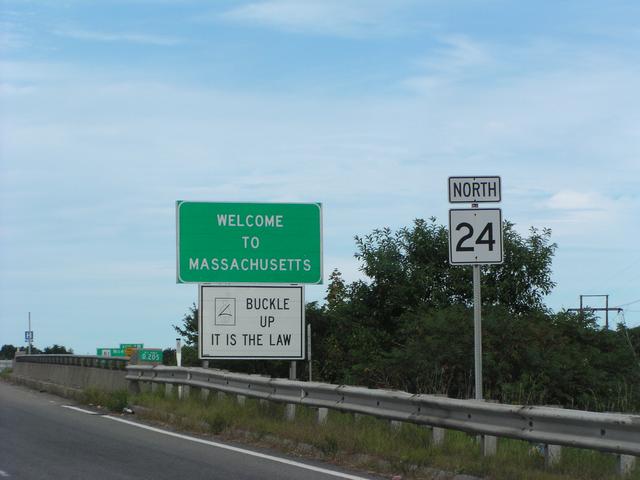 WELCOME
TO
MASSACHUSETTS
BUCKLE
UP
IT IS THE LAW
NORTH
24